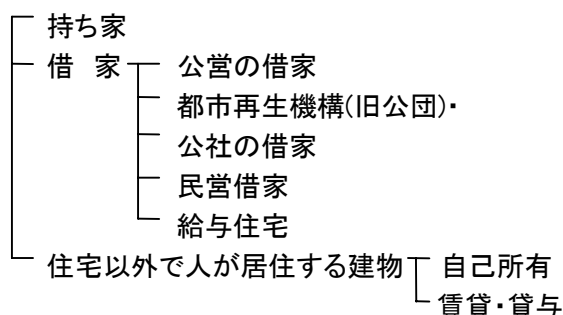 持ち家
借 家 公営の借家
都市再生機構(旧公団)・
公社の借家
民営借家
給与住宅
住宅以外で人が居住する建物 自己所有
賃貸・貸与